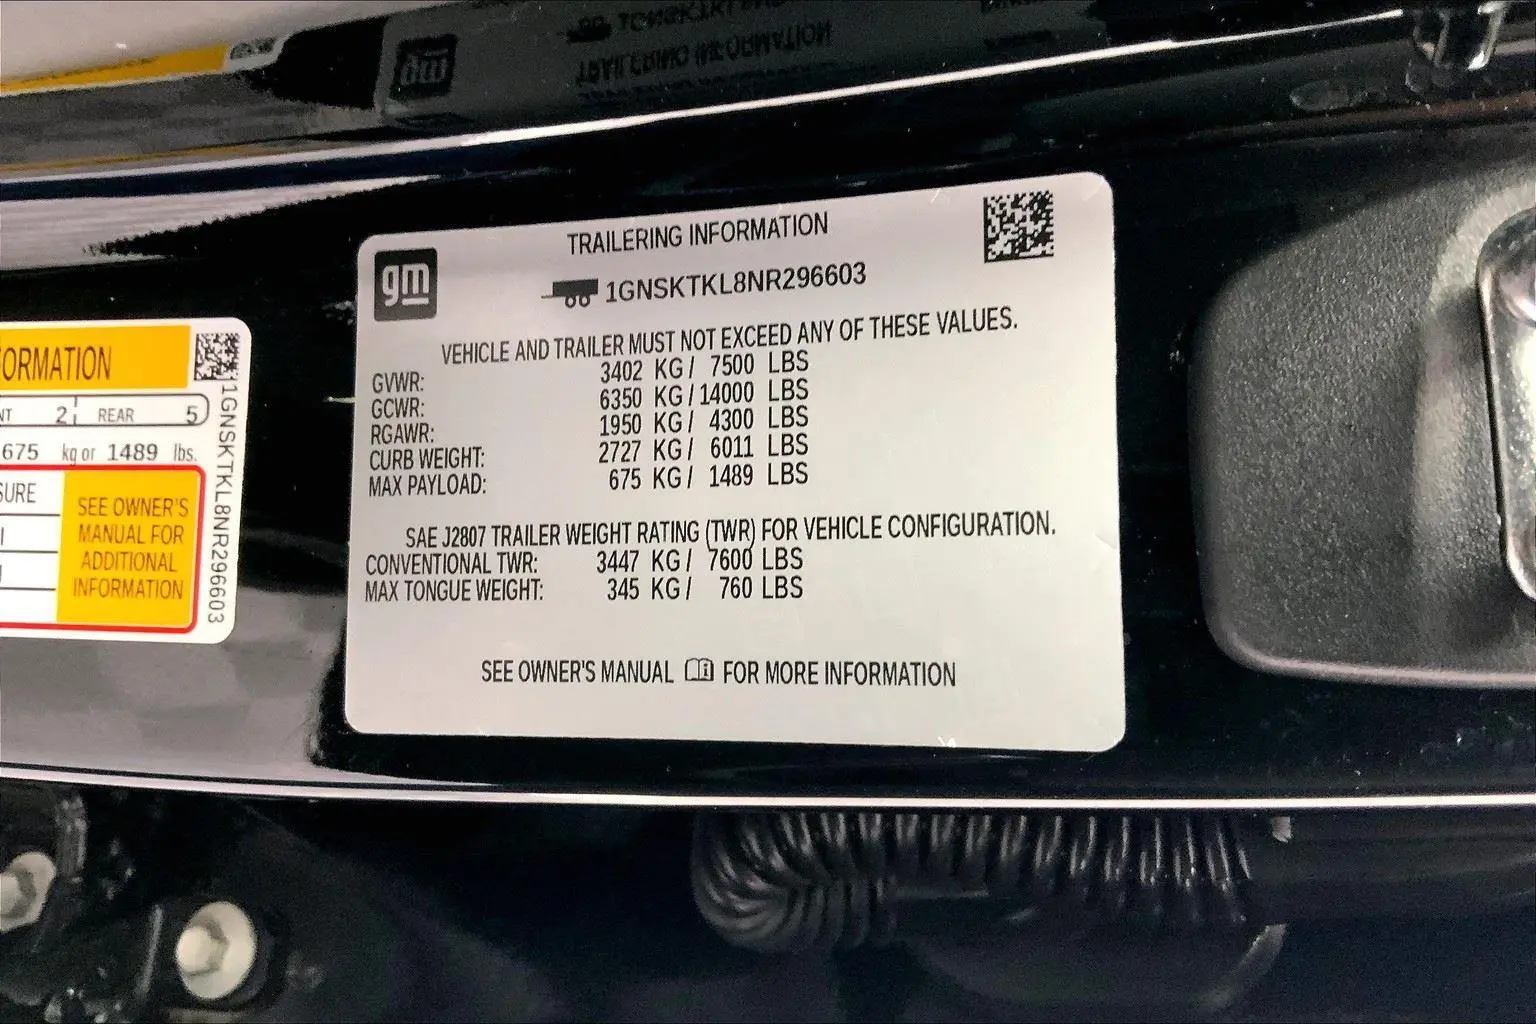 TRAILERING INFORMATION
gm
1GNSKTKL8NR296603
VEHICLE AND TRAILER MUST NOT EXCEED ANY OF THESE VALUES.
GVWR: 3402 KG/ 7500 LBS
GCWR: 6350 KG/14000 LBS
RGAWR: 1950 KG/ 4300 LBS
CURB WEIGHT: 2727 KG/ 6011 LBS
MAX PAYLOAD: 675 KG/ 1489 LBS
SAE J2807 TRAILER WEIGHT RATING (TWR) FOR VEHICLE CONFIGURATION.
CONVENTIONAL TWR: 3447 KG/ 7600 LBS
MAX TONGUE WEIGHT: 345 KG/ 760 LBS
SEE OWNER'S MANUAL FOR MORE INFORMATION
ORMATION
NT 2 REAR 5
675 kg or 1489 lbs.
SURE
SEE OWNER'S
MANUAL FOR
ADDITIONAL
INFORMATION
1GNSKTKL8NR296603